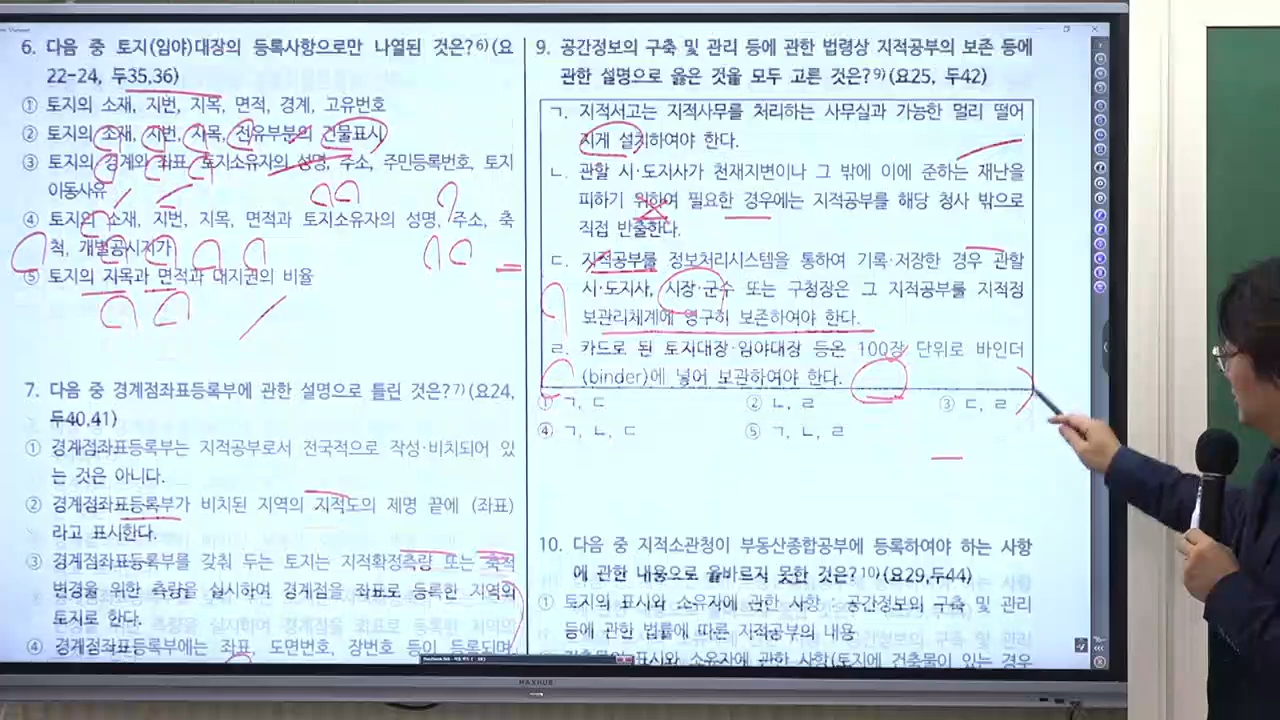 6. 다음 중 토지(임야)대장의 등록사항으로만 나열된 것은?6)(요
22-24, 두35,36)
① 토지의 소재, 지번, 지목, 면적, 경계, 고유번호
② 토지의 소재, 지번, 지목, 전유부분의 건물표시
③ 토지의 경계의 좌표, 토지소유자의 성명, 주소, 주민등록번호, 토지
이동사유
④ 토지의 소재, 지번, 지목, 면적과 토지소유자의 성명, 주소, 축
척, 개별공시지가
⑤ 토지의 지목과 면적과 대지권의 비율
7. 다음 중 경계점좌표등록부에 관한 설명으로 틀린 것은?7)(요24,
두40,41)
① 경계점좌표등록부는 지적공부로서 전국적으로 작성·비치되어 있
는 것은 아니다.
② 경계점좌표등록부가 비치된 지역의 지적도의 제명 끝에 (좌표)
라고 표시한다.
③ 경계점좌표등록부를 갖춰 두는 토지는 지적확정측량 또는 축척
변경을 위한 측량을 실시하여 경계점을 좌표로 등록한 지역의
토지로 한다.
④ 경계점좌표등록부에는 좌표, 도면번호, 장번호 등이 등록되며,
9. 공간정보의 구축 및 관리 등에 관한 법령상 지적공부의 보존 등에
관한 설명으로 옳은 것을 모두 고른 것은?9)(요25, 두42)
ㄱ. 지적서고는 지적사무를 처리하는 사무실과 가능한 멀리 떨어
지게 설치하여야 한다.
ㄴ. 관할 시·도지사가 천재지변이나 그 밖에 이에 준하는 재난을
피하기 위하여 필요한 경우에는 지적공부를 해당 청사 밖으로
직접 반출한다.
ㄷ. 지적공부를 정보처리시스템을 통하여 기록·저장한 경우 관할
시·도지사, 시장·군수 또는 구청장은 그 지적공부를 지적정
보관리체계에 영구히 보존하여야 한다.
ㄹ. 카드로 된 토지대장·임야대장 등은 100장 단위로 바인더
(binder)에 넣어 보관하여야 한다.
① ㄱ, ㄷ ② ㄴ, ㄹ ③ ㄷ, ㄹ
④ ㄱ, ㄴ, ㄷ ⑤ ㄱ, ㄴ, ㄹ
10. 다음 중 지적소관청이 부동산종합공부에 등록하여야 하는 사항
에 관한 내용으로 올바르지 못한 것은?10)(요29,두44)
① 토지의 표시와 소유자에 관한 사항 : 공간정보의 구축 및 관리
등에 관한 법률에 따른 지적공부의 내용
표시와 소유자에 관한 사항(토지에 건축물이 있는 경우
MAXHUB